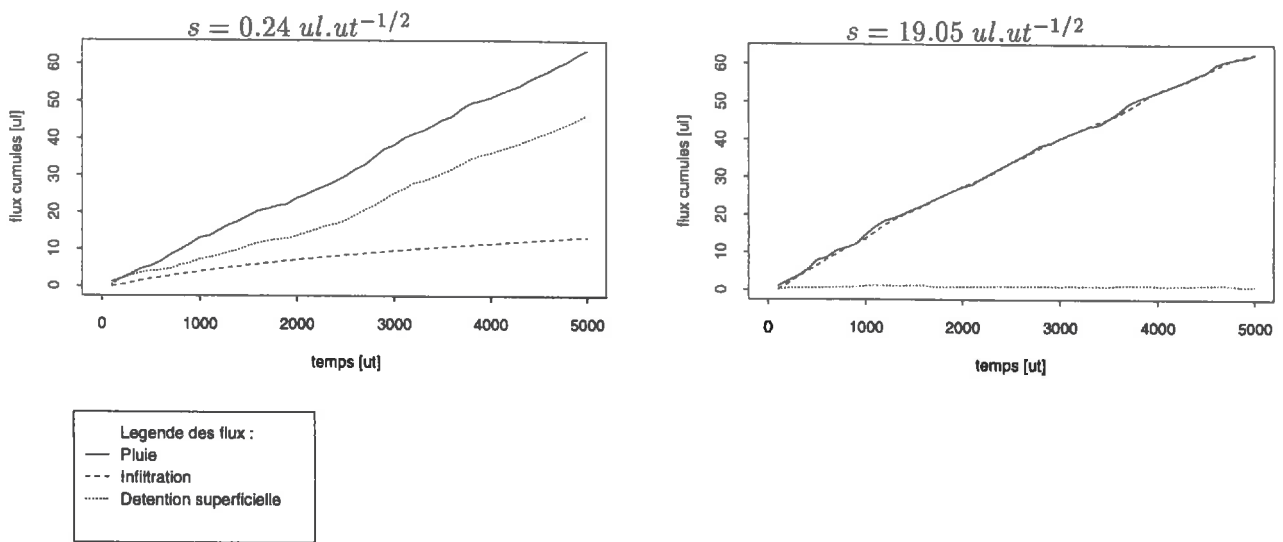 s = 0.24 ul.ut^{-1/2}
flux cumules [ul]
60
50
40
30
20
10
0
0 1000 2000 3000 4000 5000
temps [ut]
s = 19.05 ul.ut^{-1/2}
flux cumules [ul]
60
50
40
30
20
10
0
0 1000 2000 3000 4000 5000
temps [ut]
Legende des flux :
Pluie
Infiltration
Detention superficielle